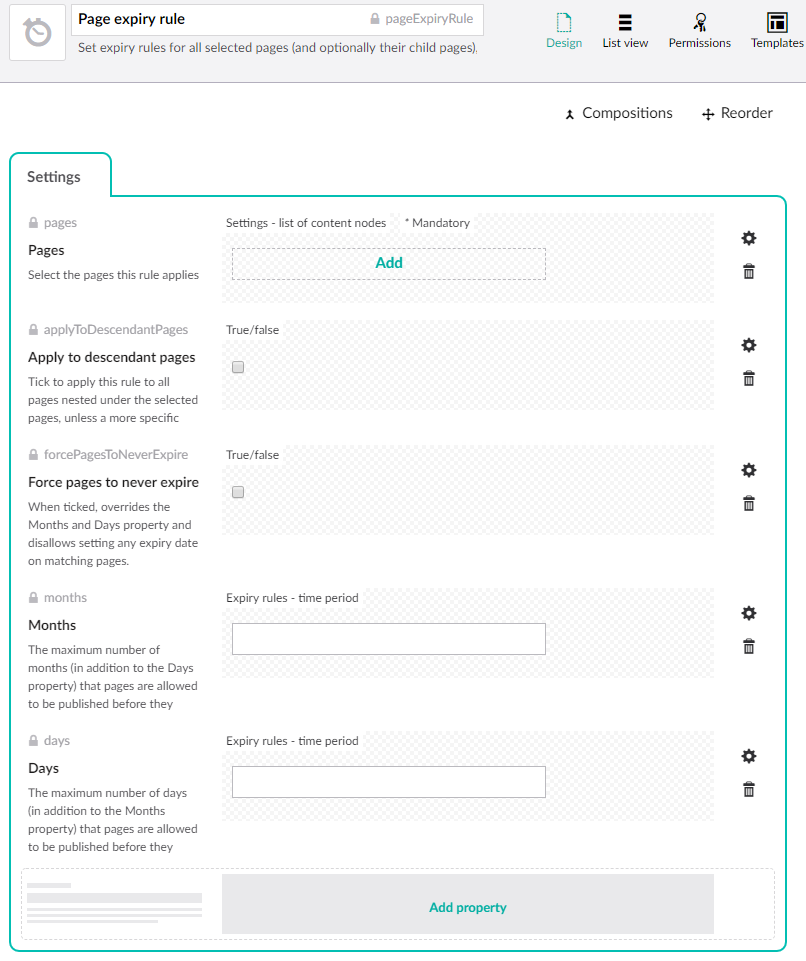 Page expiry rule
pageExpiryRule
Set expiry rules for all selected pages (and optionally their child pages),
Design
List view
Permissions
Templates
Compositions
Reorder
Settings
pages
Pages
Select the pages this rule applies
Settings - list of content nodes
* Mandatory
Add
applyToDescendantPages
Apply to descendant pages
Tick to apply this rule to all
pages nested under the selected
pages, unless a more specific
True/false
forcePagesToNeverExpire
Force pages to never expire
When ticked, overrides the
Months and Days property and
disallows setting any expiry date
on matching pages.
True/false
months
Months
The maximum number of
months (in addition to the Days
property) that pages are allowed
to be published before they
Expiry rules - time period
days
Days
The maximum number of days
(in addition to the Months
property) that pages are allowed
to be published before they
Expiry rules - time period
Add property